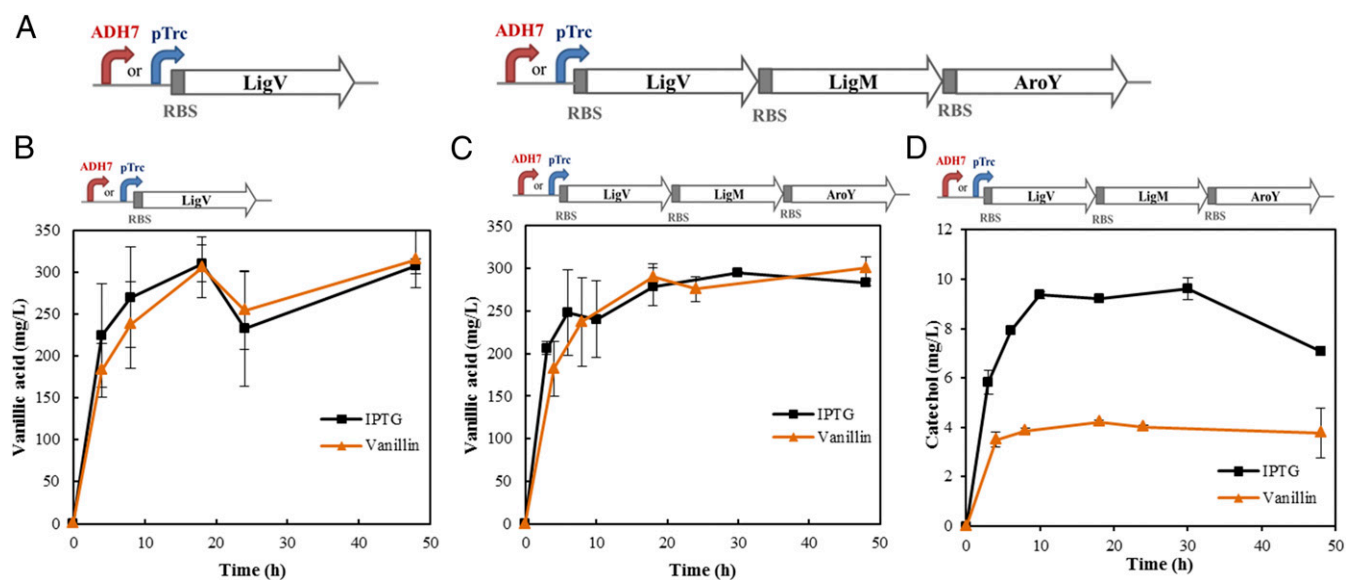 A
ADH7 pTrc
or
LigV
RBS
ADH7 pTrc
or
LigV LigM AroY
RBS RBS RBS
B
ADH7 pTrc
or
LigV
RBS
350
300
250
200
150
100
50
0
Vanillic acid (mg/L)
IPTG
Vanillin
0 10 20 30 40 50
Time (h)
C
ADH7 pTrc
or
LigV LigM AroY
RBS RBS RBS
350
300
250
200
150
100
50
0
Vanillic acid (mg/L)
IPTG
Vanillin
0 10 20 30 40 50
Time (h)
D
ADH7 pTrc
or
LigV LigM AroY
RBS RBS RBS
12
10
8
6
4
2
0
Catechol (mg/L)
IPTG
Vanillin
0 10 20 30 40 50
Time (h)